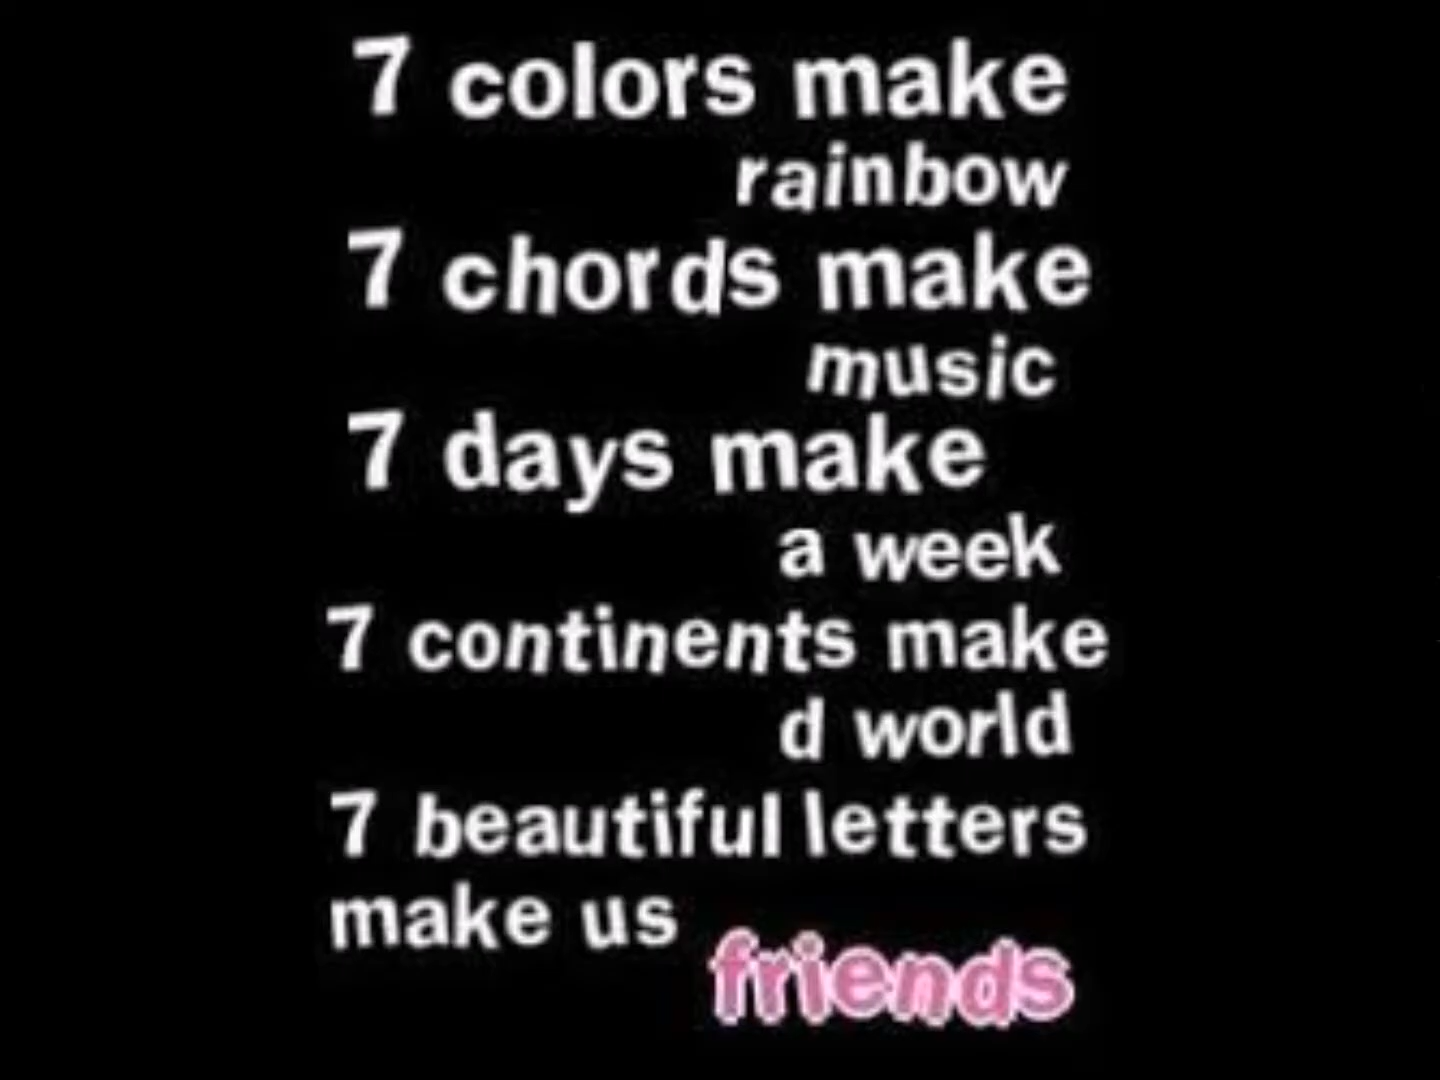 7 colors make
rainbow
7 chords make
music
7 days make
a week
7 continents make
d world
7 beautiful letters
make us
friends